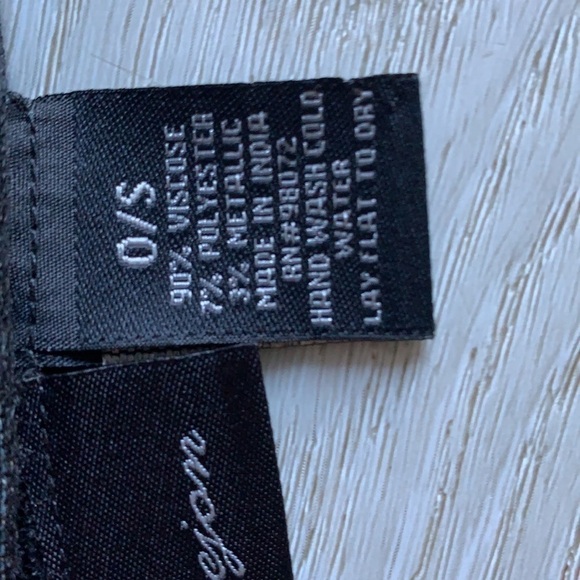 O/S
90% VISCOSE
7% POLYESTER
3% METALLIC
MADE IN INDIA
RN#98072
HAND WASH COLD
WATER
LAY FLAT TO DRY
ejon